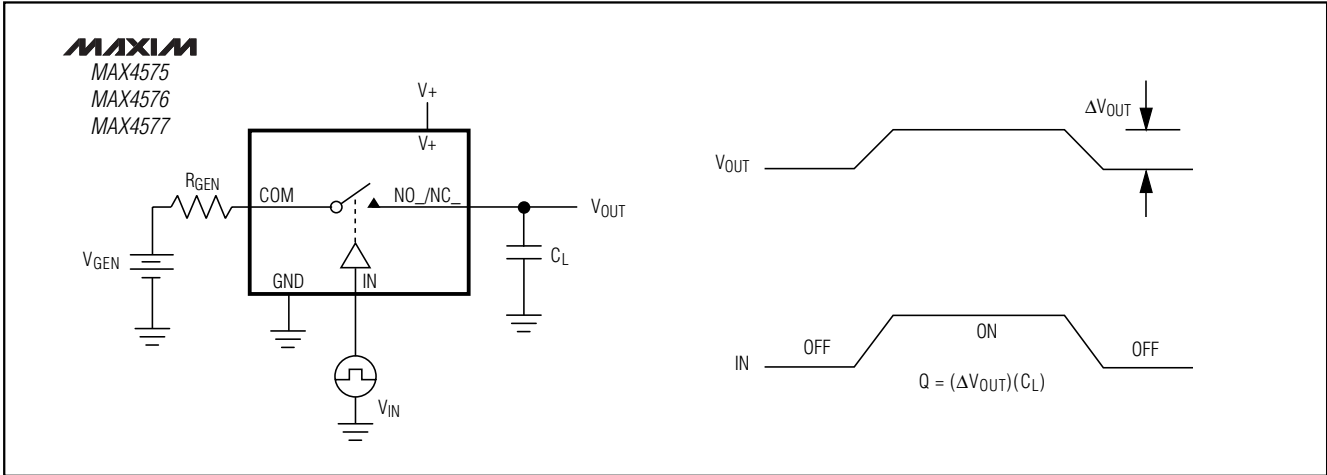 MAXIM
MAX4575
MAX4576
MAX4577
V+
V+
RGEN
COM
NO_/NC_
VOUT
VGEN
CL
GND
IN
VIN
ΔVOUT
VOUT
IN
OFF
ON
OFF
Q = (ΔVOUT)(CL)